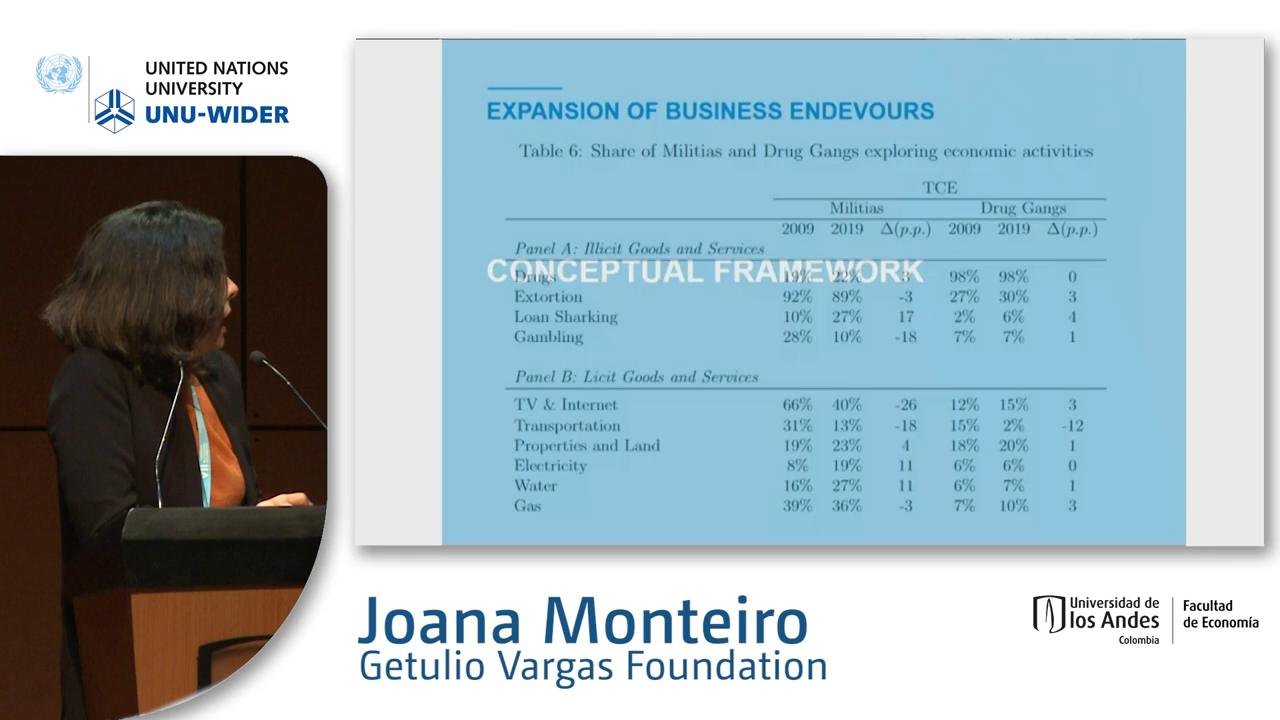 UNITED NATIONS
UNIVERSITY
UNU-WIDER
EXPANSION OF BUSINESS ENDEVOURS
Table 6: Share of Militias and Drug Gangs exploring economic activities
TCE
Militias Drug Gangs
2009 2019 Δ(p.p.) 2009 2019 Δ(p.p.)
Panel A: Illicit Goods and Services
CONCEPTUAL FRAMEWORK
Drugs 19% 22% 3 98% 98% 0
Extortion 92% 89% -3 27% 30% 3
Loan Sharking 10% 27% 17 2% 6% 4
Gambling 28% 10% -18 7% 7% 1
Panel B: Licit Goods and Services
TV & Internet 66% 40% -26 12% 15% 3
Transportation 31% 13% -18 15% 2% -12
Properties and Land 19% 23% 4 18% 20% 1
Electricity 8% 19% 11 6% 6% 0
Water 16% 27% 11 6% 7% 1
Gas 39% 36% -3 7% 10% 3
Joana Monteiro
Getulio Vargas Foundation
Universidad de
los Andes
Colombia
Facultad
de Economía